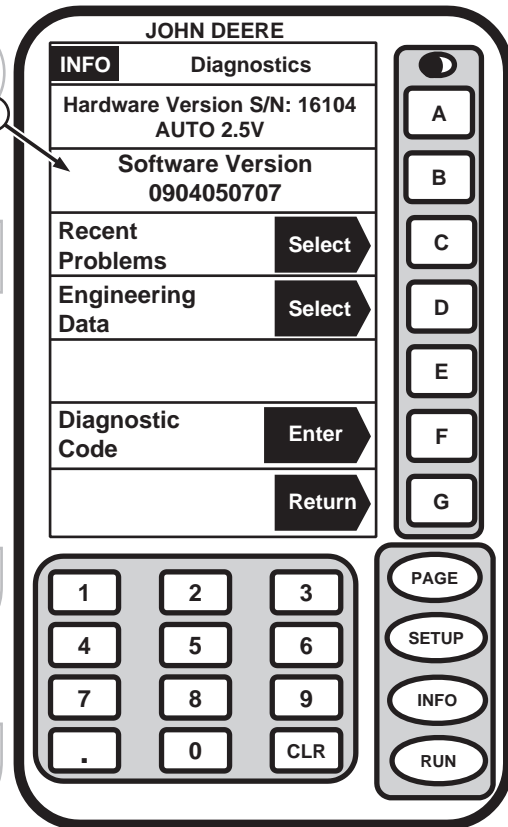 JOHN DEERE
INFO Diagnostics
Hardware Version S/N: 16104
AUTO 2.5V
Software Version
0904050707
Recent
Problems
Select
Engineering
Data
Select
Diagnostic
Code
Enter
Return
A
B
C
D
E
F
G
PAGE
SETUP
INFO
RUN
1 2 3
4 5 6
7 8 9
. 0 CLR